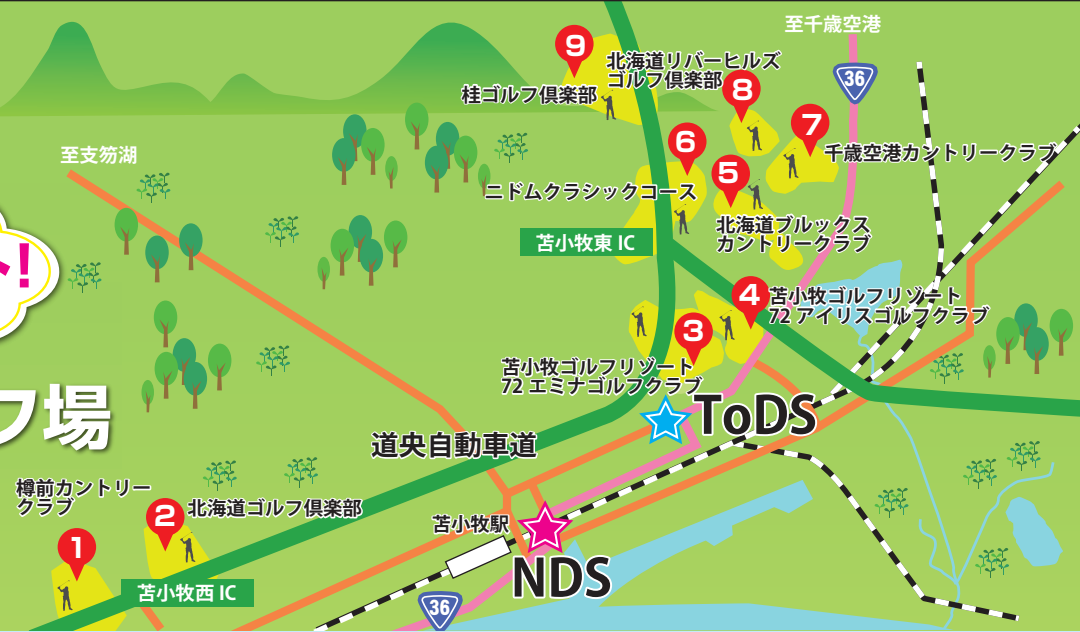 至千歳空港
36
9
北海道リバーヒルズ
ゴルフ倶楽部
8
桂ゴルフ倶楽部
7
千歳空港カントリークラブ
6
5
至支笏湖
ニドムクラシックコース
北海道ブルックス
カントリークラブ
苫小牧東 IC
ト!
4
苫小牧ゴルフリゾート
72 アイリスゴルフクラブ
3
苫小牧ゴルフリゾート
72 エミナゴルフクラブ
フ場
ToDS
道央自動車道
樽前カントリー
クラブ
2
北海道ゴルフ倶楽部
苫小牧駅
1
NDS
苫小牧西 IC
36